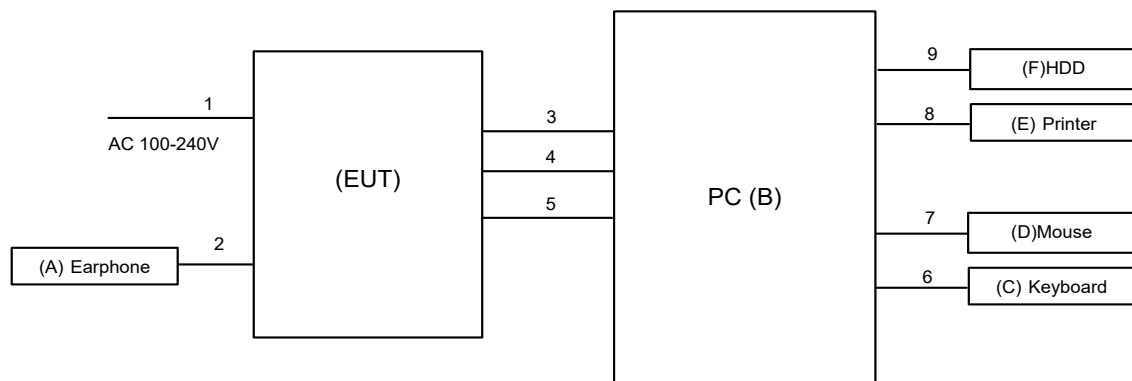 1
AC 100-240V
2
(A) Earphone
(EUT)
3
4
5
PC (B)
9
(F)HDD
8
(E) Printer
7
(D)Mouse
6
(C) Keyboard